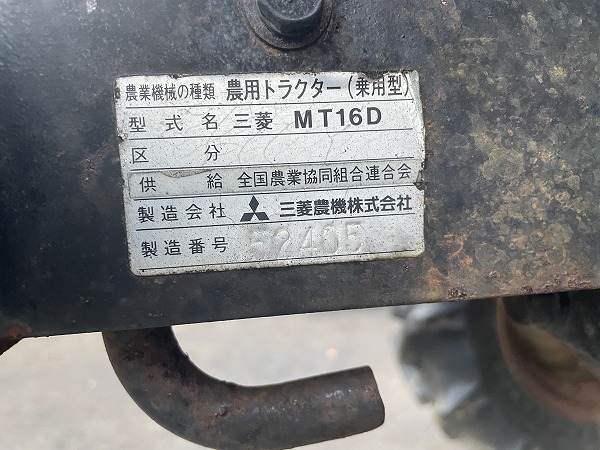 農業機械の種類 農用トラクター(乗用型)
型式名 三菱 MT16D
区分
供給 全国農業協同組合連合会
製造会社 三菱農機株式会社
製造番号 52405